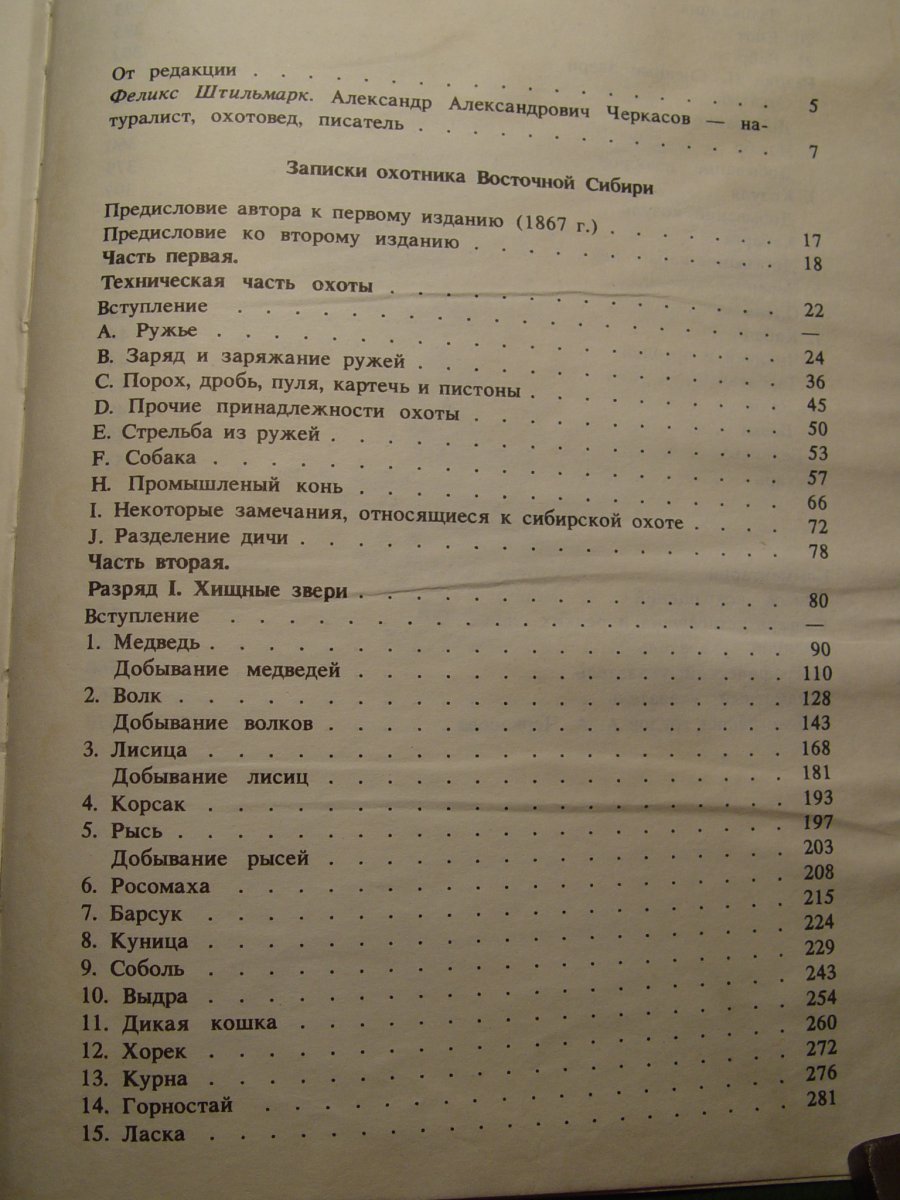 От редакции . . . . . . . . . . . . . . . . . . 5
Феликс Штильмарк. Александр Александрович Черкасов — на-
туралист, охотовед, писатель . . . . . . . . . . . . 7
Записки охотника Восточной Сибири
Предисловие автора к первому изданию (1867 г.) . . . . . 17
Предисловие ко второму изданию . . . . . . . . . . 18
Часть первая.
Техническая часть охоты . . . . . . . . . . . . . 22
Вступление . . . . . . . . . . . . . . . . . . —
А. Ружье . . . . . . . . . . . . . . . . . . 24
B. Заряд и заряжание ружей . . . . . . . . . . . . 36
C. Порох, дробь, пуля, картечь и пистоны . . . . . . . . 45
D. Прочие принадлежности охоты . . . . . . . . . . 50
E. Стрельба из ружей . . . . . . . . . . . . . . . 53
F. Собака . . . . . . . . . . . . . . . . . . . 57
H. Промышленый конь . . . . . . . . . . . . . . 66
I. Некоторые замечания, относящиеся к сибирской охоте . . . 72
J. Разделение дичи . . . . . . . . . . . . . . . . 78
Часть вторая.
Разряд I. Хищные звери . . . . . . . . . . . . . . 80
Вступление . . . . . . . . . . . . . . . . . . —
1. Медведь . . . . . . . . . . . . . . . . . . . 90
Добывание медведей . . . . . . . . . . . . . . 110
2. Волк . . . . . . . . . . . . . . . . . . . . 128
Добывание волков . . . . . . . . . . . . . . . 143
3. Лисица . . . . . . . . . . . . . . . . . . . 168
Добывание лисиц . . . . . . . . . . . . . . . 181
4. Корсак . . . . . . . . . . . . . . . . . . . 193
5. Рысь . . . . . . . . . . . . . . . . . . . . 197
Добывание рысей . . . . . . . . . . . . . . . 203
6. Росомаха . . . . . . . . . . . . . . . . . . 208
7. Барсук . . . . . . . . . . . . . . . . . . . 215
8. Куница . . . . . . . . . . . . . . . . . . . 224
9. Соболь . . . . . . . . . . . . . . . . . . . 229
10. Выдра . . . . . . . . . . . . . . . . . . . 243
11. Дикая кошка . . . . . . . . . . . . . . . . 254
12. Хорек . . . . . . . . . . . . . . . . . . . 260
13. Курна . . . . . . . . . . . . . . . . . . . 272
14. Горностай . . . . . . . . . . . . . . . . . 276
15. Ласка . . . . . . . . . . . . . . . . . . . 281